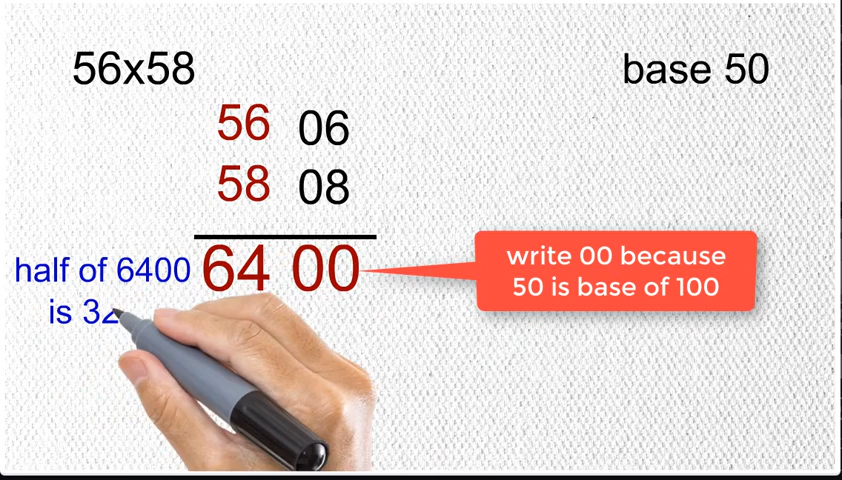 56x58
base 50
56 06
58 08
64 00
write 00 because
50 is base of 100
half of 6400
is 32